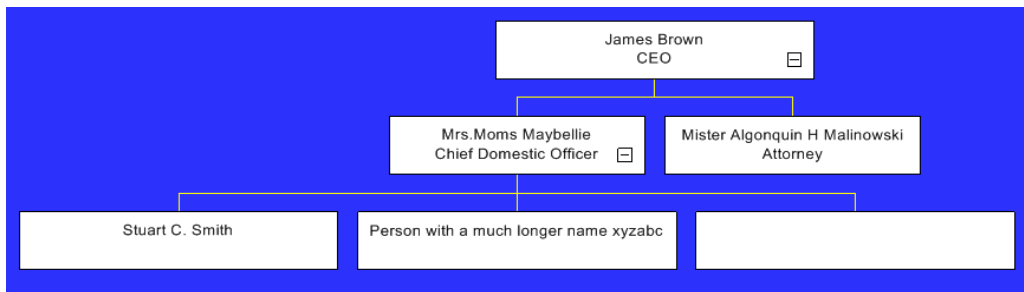 James Brown
CEO
Mrs.Moms Maybellie
Chief Domestic Officer
Mister Algonquin H Malinowski
Attorney
Stuart C. Smith
Person with a much longer name xyzabc